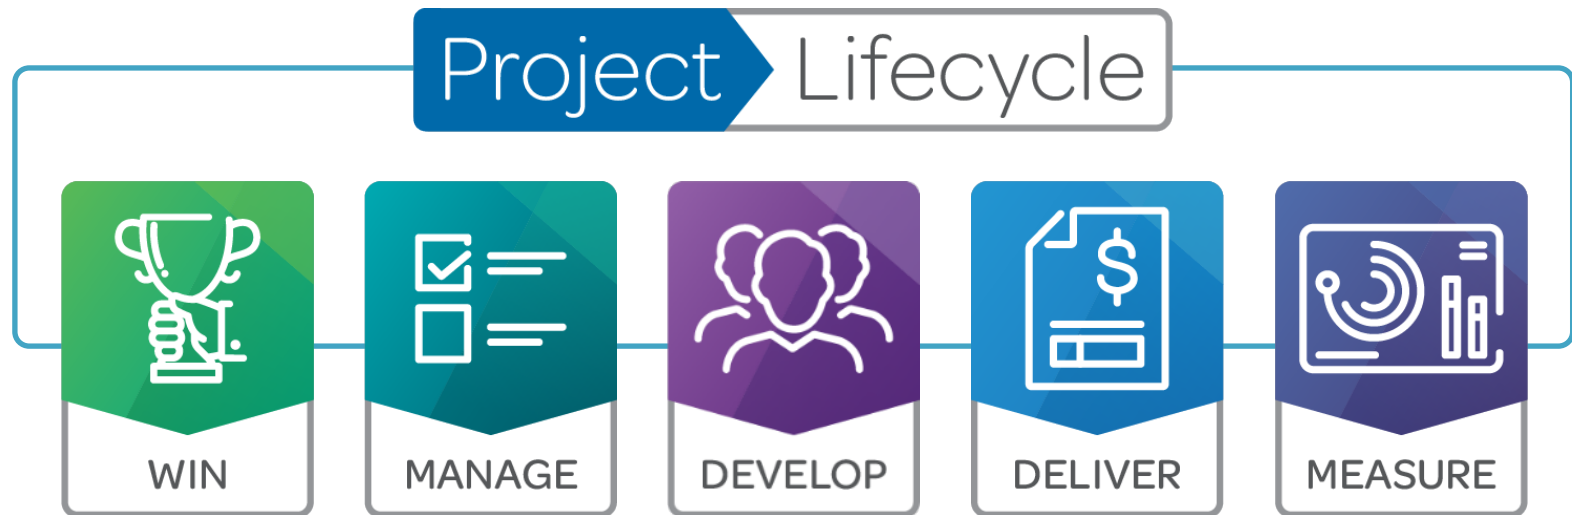 Project Lifecycle
$
WIN
MANAGE
DEVELOP
DELIVER
MEASURE